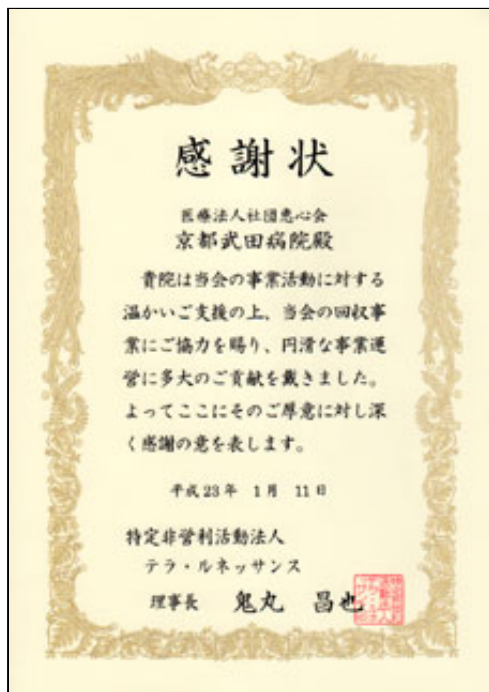 感謝状
医療法人社団恵心会
京都武田病院殿
貴院は当会の事業活動に対する
温かいご支援の上、当会の回収事
業にご協力を賜り、円滑な事業運
営に多大のご貢献を戴きました。
よってここにそのご厚意に対し深
く感謝の意を表します。
平成23年 1月 11日
特定非営利活動法人
テラ・ルネッサンス
理事長 鬼丸 昌也